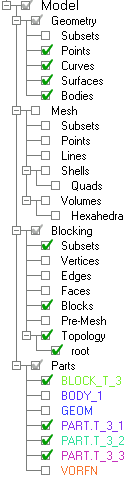 Model
Geometry
Subsets
Points
Curves
Surfaces
Bodies
Mesh
Subsets
Points
Lines
Shells
Quads
Volumes
Hexahedra
Blocking
Subsets
Vertices
Edges
Faces
Blocks
Pre-Mesh
Topology
root
Parts
BLOCK_T_3
BODY_1
GEOM
PART.T_3_1
PART.T_3_2
PART.T_3_3
VORFN